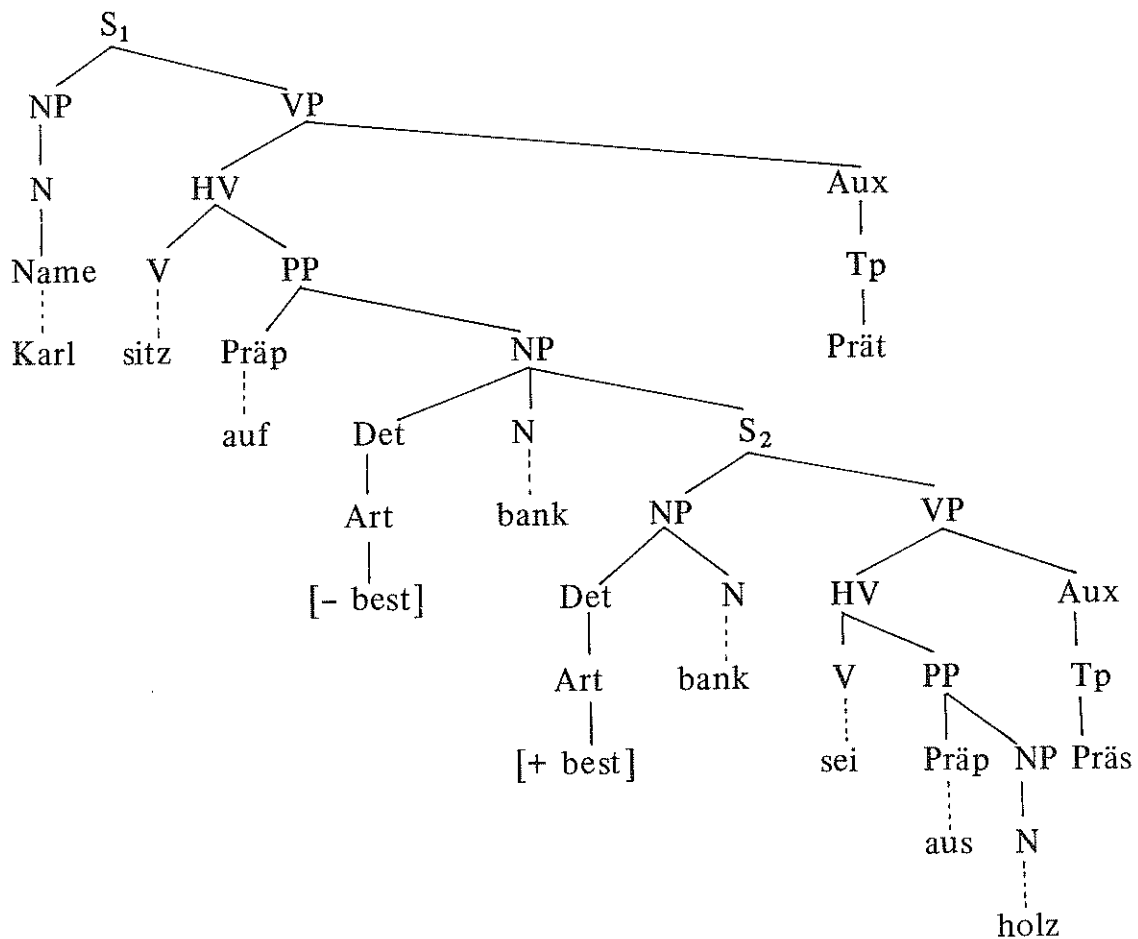 S₁
NP VP
N HV Aux
Name V PP Tp
Karl sitz Präp NP Prät
auf Det N S₂
Art bank NP VP
[– best] Det N HV Aux
Art bank V PP Tp
[+ best] sei Präp NP Präs
aus N
holz